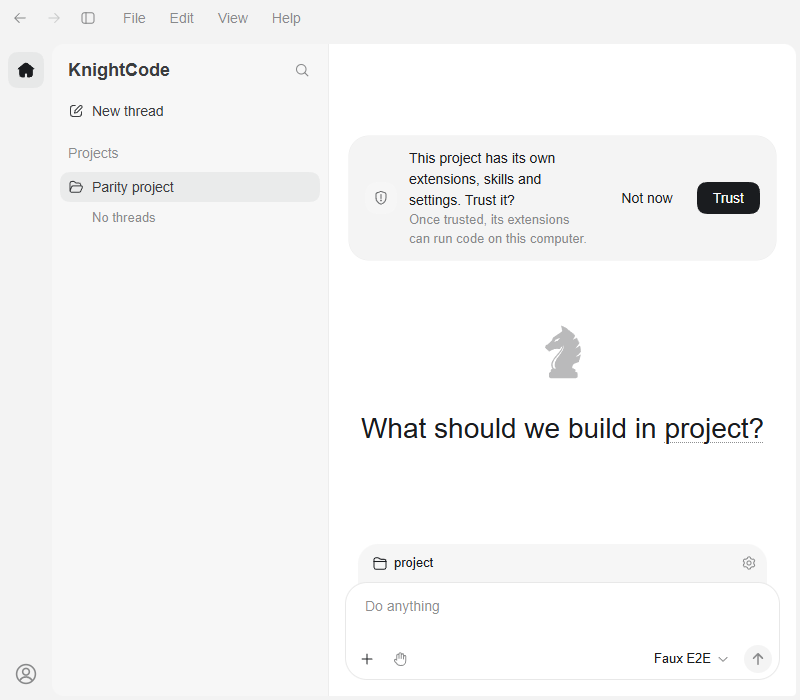 File Edit View Help
KnightCode
New thread
Projects
Parity project
No threads
This project has its own
extensions, skills and
settings. Trust it?
Once trusted, its extensions
can run code on this computer.
Not now
Trust
What should we build in project?
project
Do anything
Faux E2E